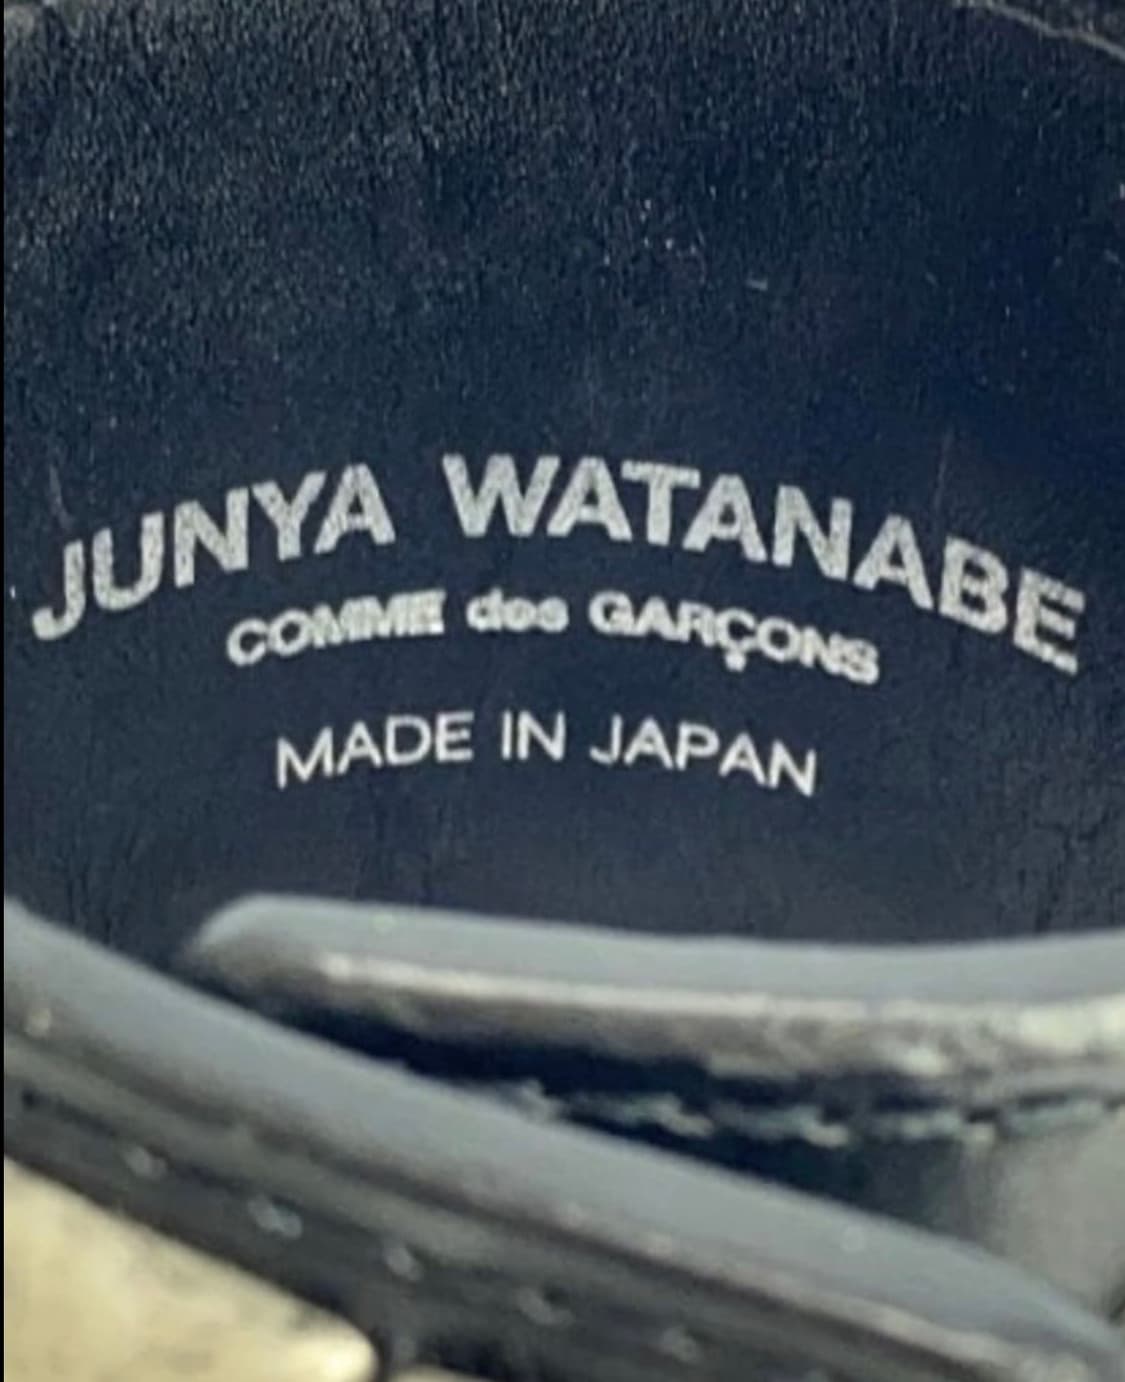 JUNYA WATANABE
COMME des GARÇONS
MADE IN JAPAN